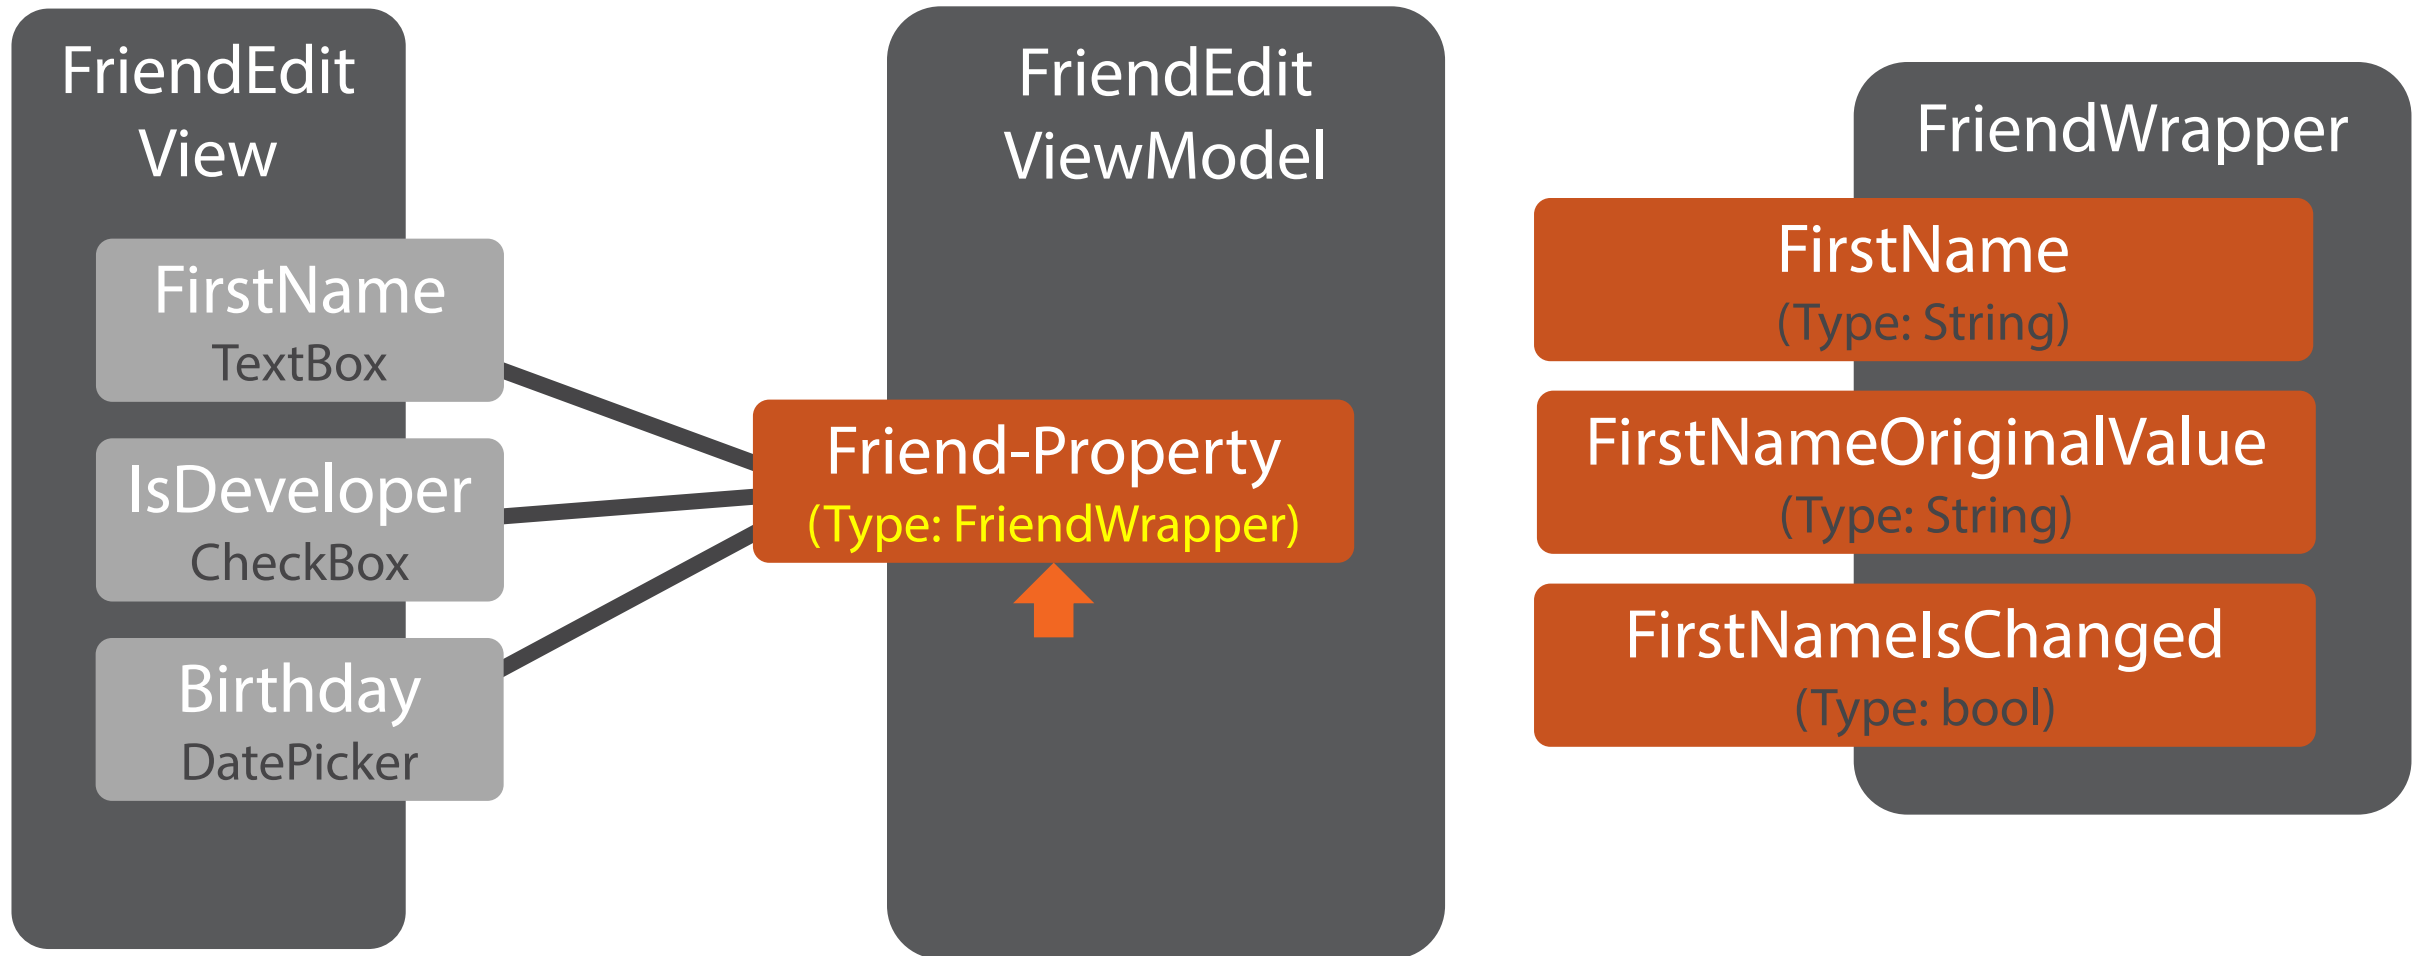 FriendEdit
View
FirstName
TextBox
IsDeveloper
CheckBox
Birthday
DatePicker
FriendEdit
ViewModel
Friend-Property
(Type: FriendWrapper)
FriendWrapper
FirstName
(Type: String)
FirstNameOriginalValue
(Type: String)
FirstNameIsChanged
(Type: bool)